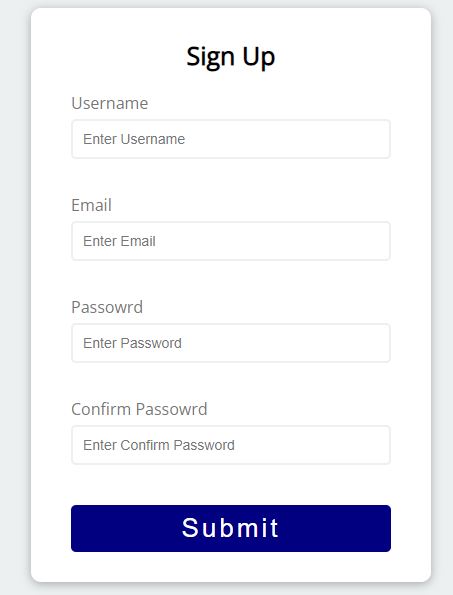 Sign Up
Username
Enter Username
Email
Enter Email
Passowrd
Enter Password
Confirm Passowrd
Enter Confirm Password
Submit